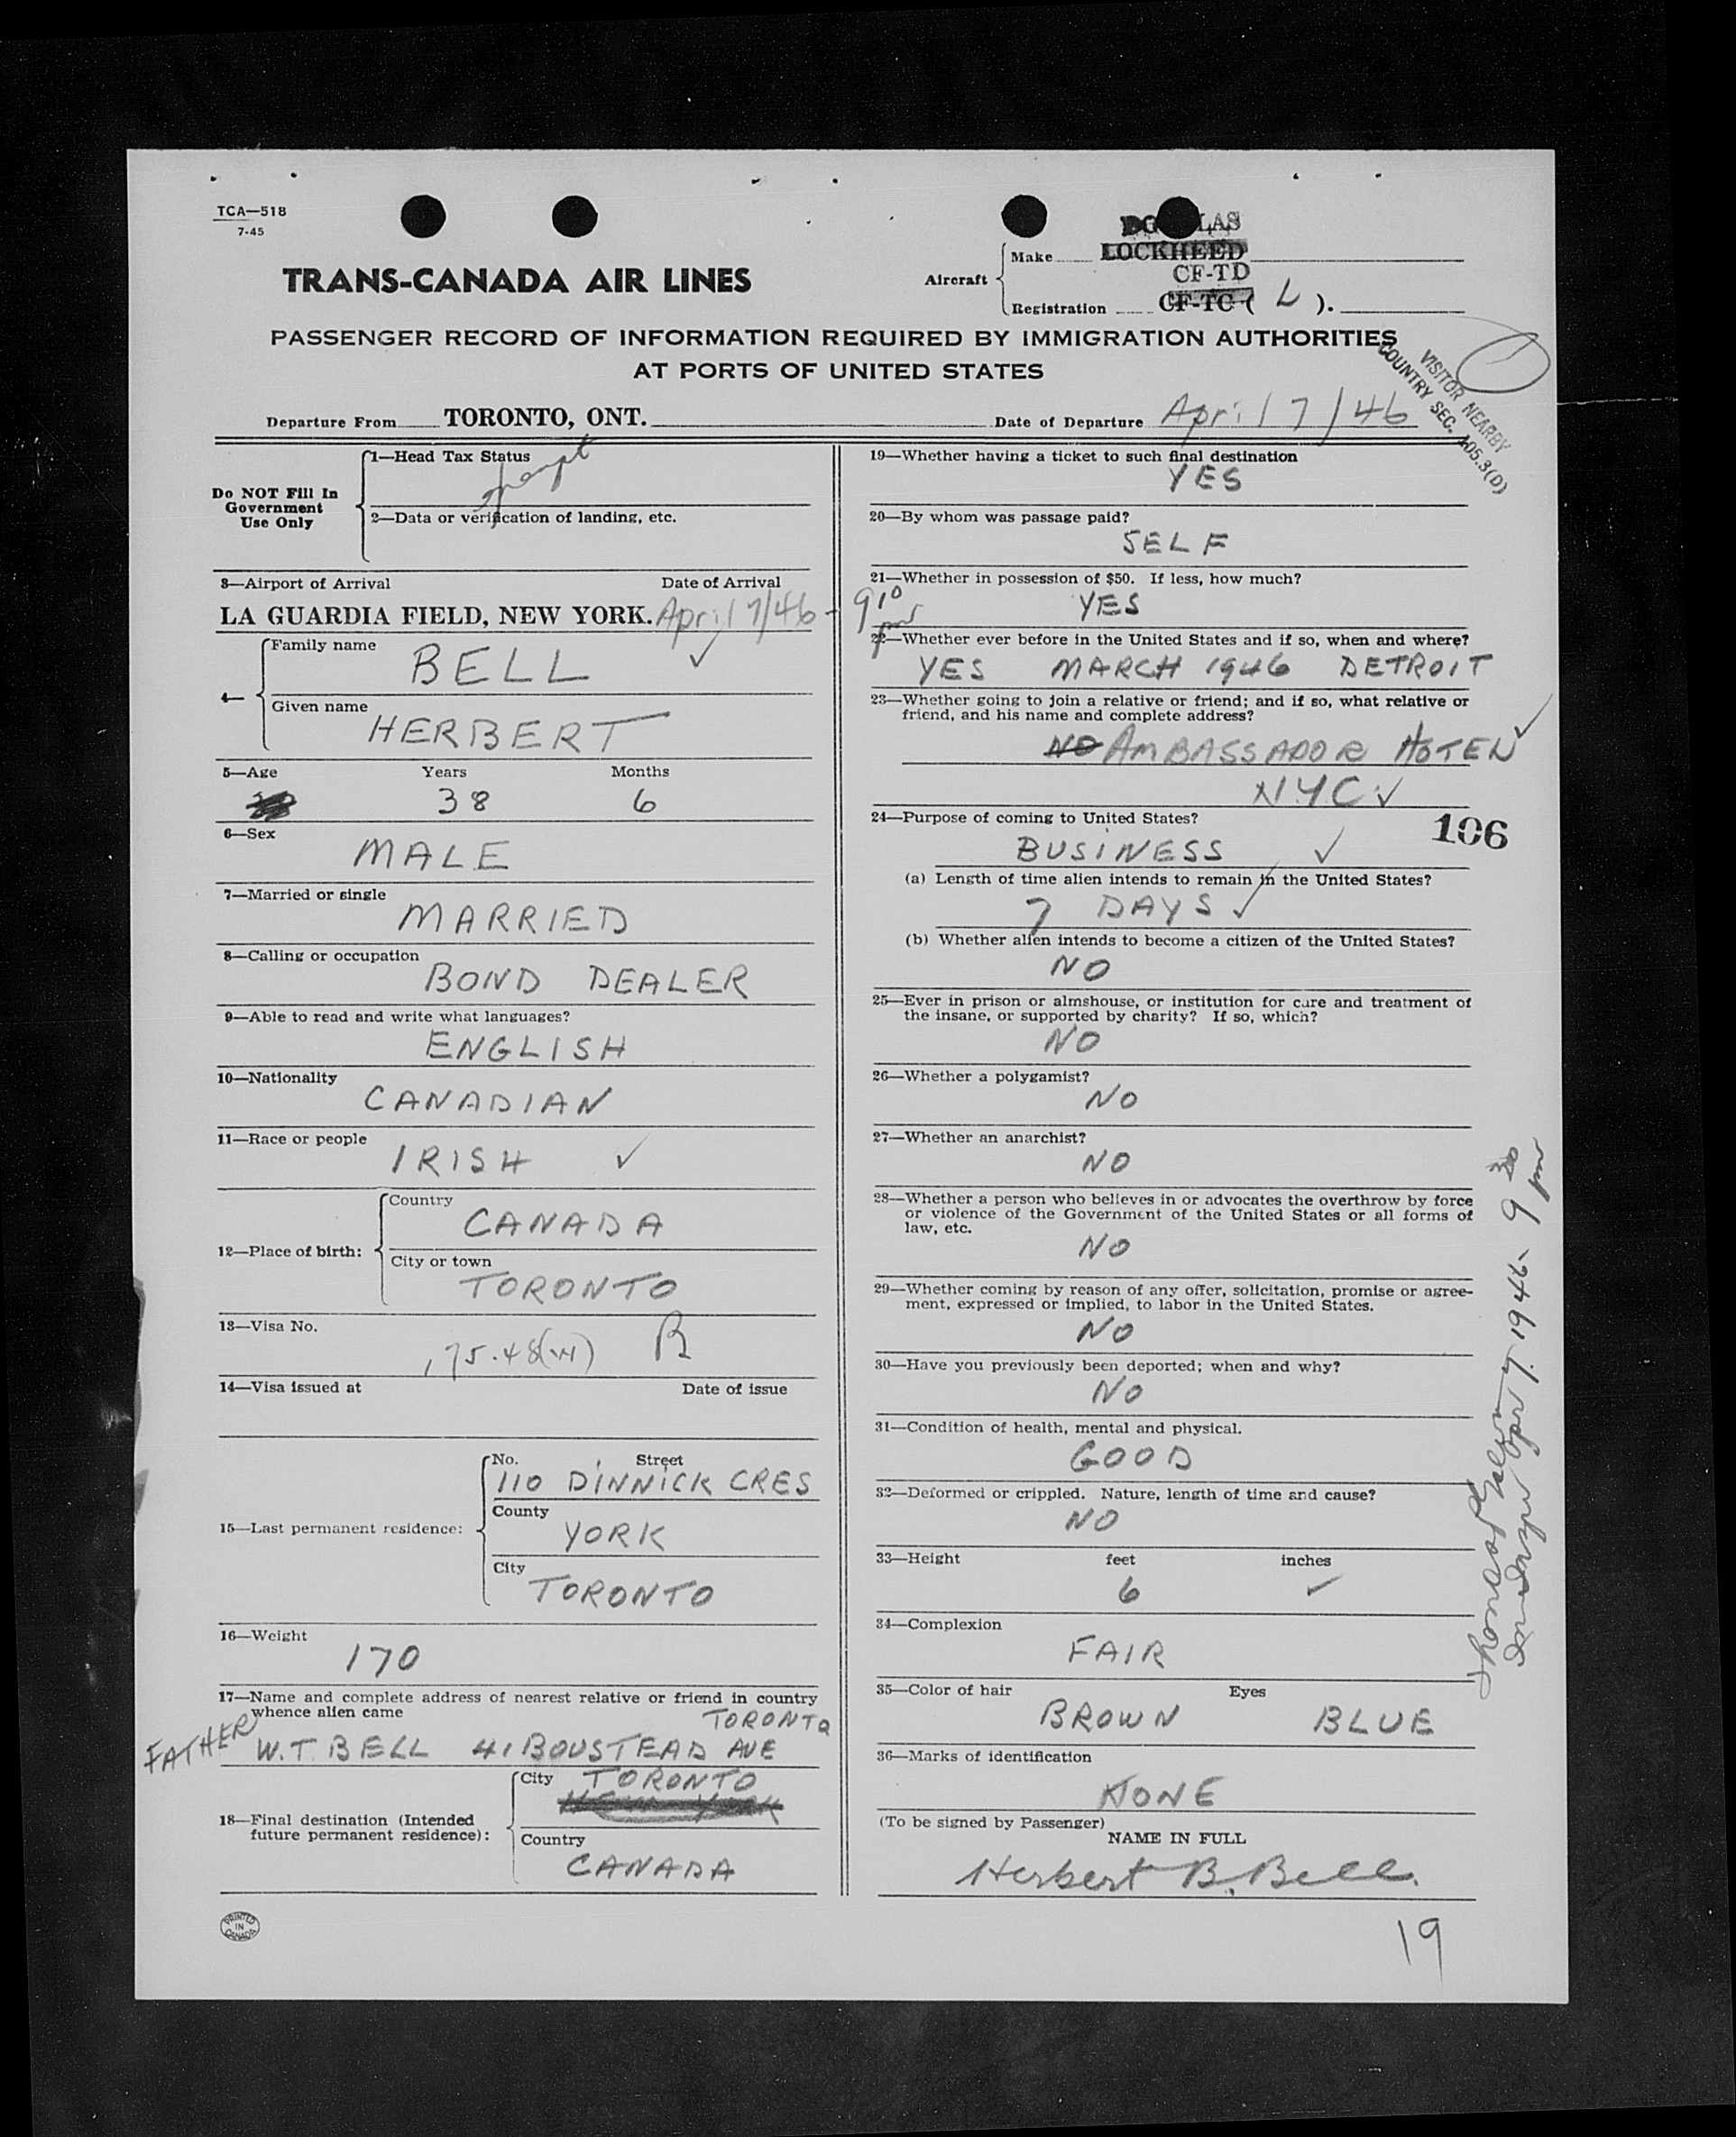 TCA—518
7-45
DO LAS
LOCKHEED
Make
CF-TD
Aircraft
Registration CF-TC ( L ).
TRANS-CANADA AIR LINES
PASSENGER RECORD OF INFORMATION REQUIRED BY IMMIGRATION AUTHORITIES
AT PORTS OF UNITED STATES
VISITOR NEARBY
COUNTRY SEC. 105.3(D)
Departure From TORONTO, ONT.
Date of Departure April 7/46
Do NOT Fill In
Government
Use Only
1—Head Tax Status
2—Data or verification of landing, etc.
3—Airport of Arrival Date of Arrival
LA GUARDIA FIELD, NEW YORK. April 7/46 - 9 10 pm
4—
Family name
BELL
Given name
HERBERT
5—Age Years Months
38 6
6—Sex
MALE
7—Married or single
MARRIED
8—Calling or occupation
BOND DEALER
9—Able to read and write what languages?
ENGLISH
10—Nationality
CANADIAN
11—Race or people
IRISH
12—Place of birth:
Country
CANADA
City or town
TORONTO
13—Visa No.
175.48(W) R
14—Visa issued at Date of issue
15—Last permanent residence:
No. Street
110 DINNICK CRES
County
YORK
City
TORONTO
16—Weight
170
17—Name and complete address of nearest relative or friend in country
whence alien came
TORONTO
FATHER W.T. BELL 41 BOUSTEAD AVE
18—Final destination (Intended
future permanent residence):
City TORONTO
NEW YORK
Country
CANADA
PRINTED
IN
CANADA
19—Whether having a ticket to such final destination
YES
20—By whom was passage paid?
SELF
21—Whether in possession of $50. If less, how much?
YES
22—Whether ever before in the United States and if so, when and where?
YES MARCH 1946 DETROIT
23—Whether going to join a relative or friend; and if so, what relative or
friend, and his name and complete address?
NO AMBASSADOR HOTEL
NYC
24—Purpose of coming to United States?
106
BUSINESS
(a) Length of time alien intends to remain in the United States?
7 DAYS
(b) Whether alien intends to become a citizen of the United States?
NO
25—Ever in prison or almshouse, or institution for care and treatment of
the insane, or supported by charity? If so, which?
NO
26—Whether a polygamist?
NO
27—Whether an anarchist?
NO
28—Whether a person who believes in or advocates the overthrow by force
or violence of the Government of the United States or all forms of
law, etc.
NO
29—Whether coming by reason of any offer, solicitation, promise or agree-
ment, expressed or implied, to labor in the United States.
NO
30—Have you previously been deported; when and why?
NO
31—Condition of health, mental and physical.
GOOD
32—Deformed or crippled. Nature, length of time and cause?
NO
33—Height feet inches
6
34—Complexion
FAIR
35—Color of hair Eyes
BROWN BLUE
36—Marks of identification
NONE
(To be signed by Passenger)
NAME IN FULL
Herbert B. Bell.
19
Apr 7. 1946- 9 30 pm